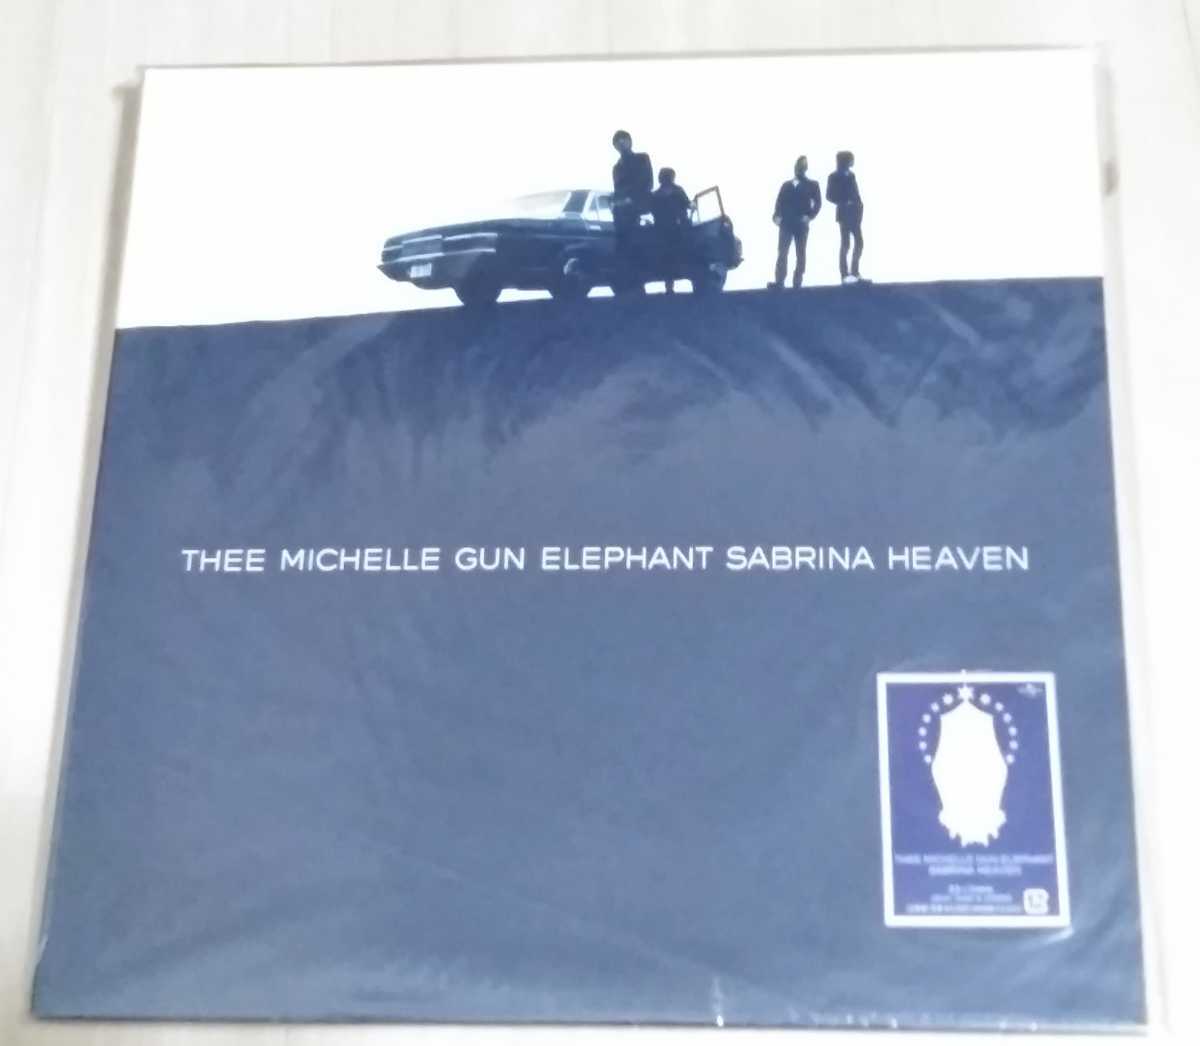 THEE MICHELLE GUN ELEPHANT SABRINA HEAVEN
THEE MICHELLE GUN ELEPHANT
SABRINA HEAVEN